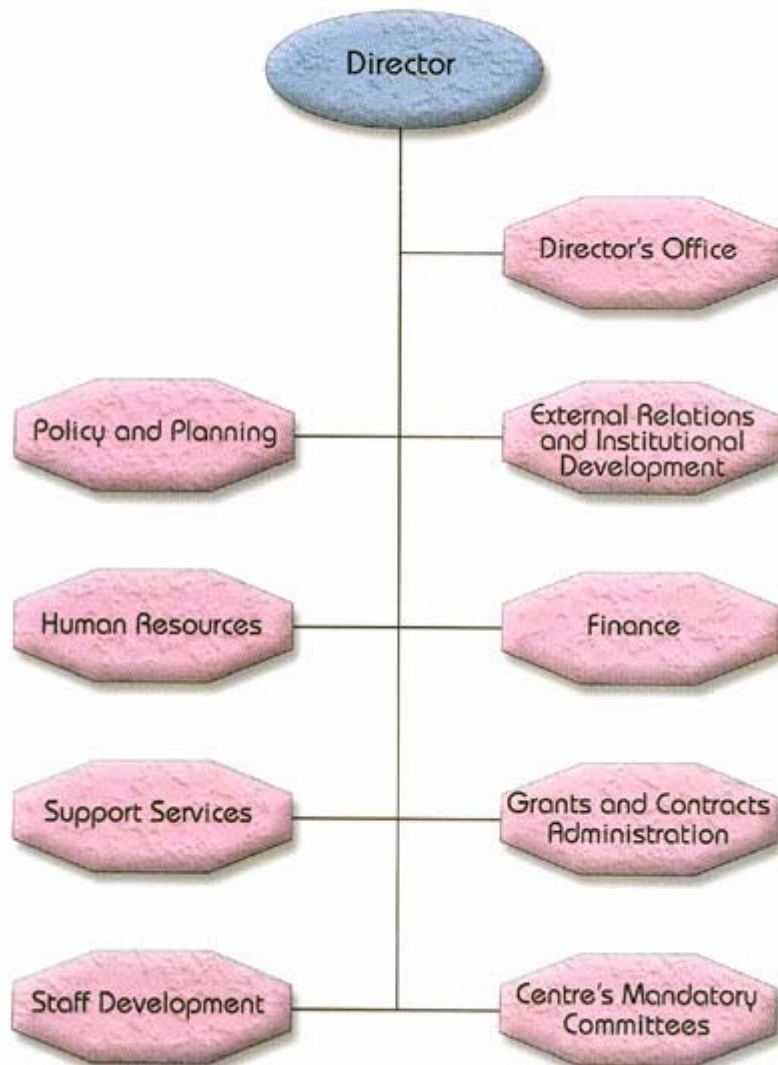 Director
Director's Office
Policy and Planning
External Relations
and Institutional
Development
Human Resources
Finance
Support Services
Grants and Contracts
Administration
Staff Development
Centre's Mandatory
Committees